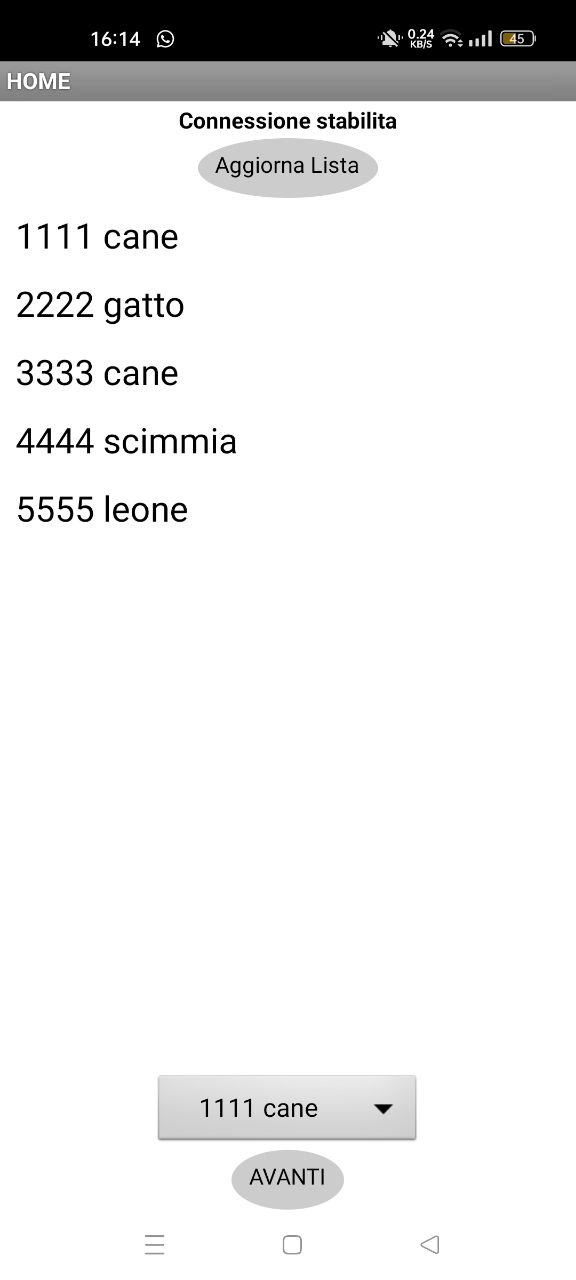 16:14
0.24
KB/S
45
HOME
Connessione stabilita
Aggiorna Lista
1111 cane
2222 gatto
3333 cane
4444 scimmia
5555 leone
1111 cane
AVANTI